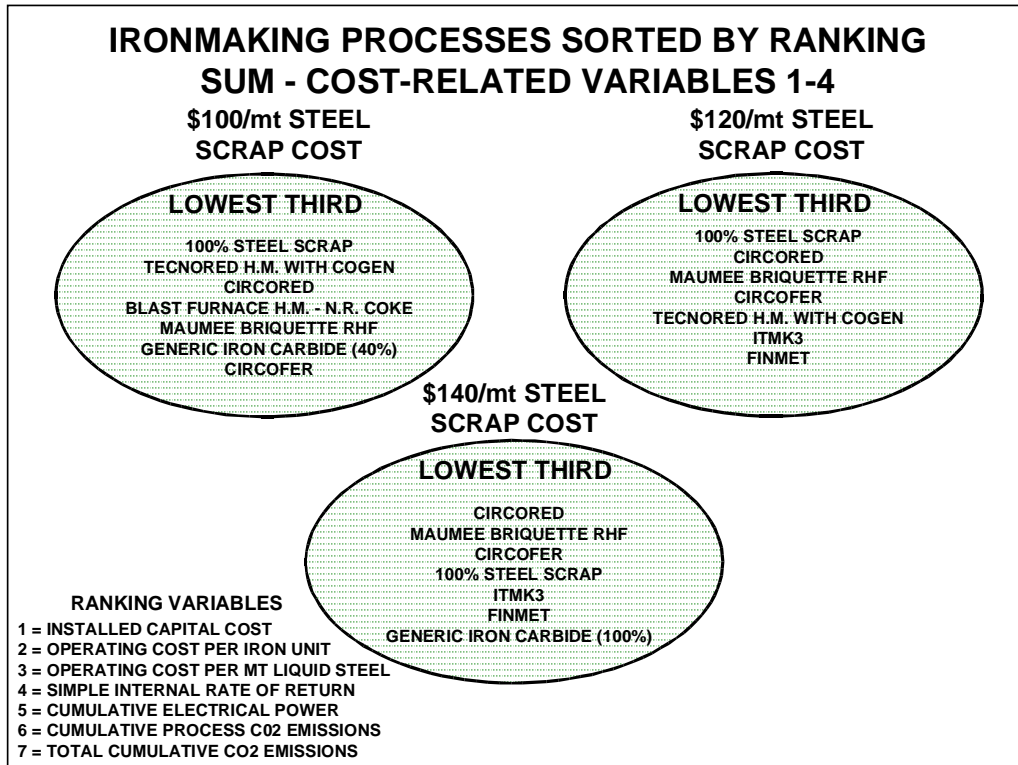 IRONMAKING PROCESSES SORTED BY RANKING
SUM - COST-RELATED VARIABLES 1-4
$100/mt STEEL
SCRAP COST
LOWEST THIRD
100% STEEL SCRAP
TECNORED H.M. WITH COGEN
CIRCORED
BLAST FURNACE H.M. - N.R. COKE
MAUMEE BRIQUETTE RHF
GENERIC IRON CARBIDE (40%)
CIRCOFER
$120/mt STEEL
SCRAP COST
LOWEST THIRD
100% STEEL SCRAP
CIRCORED
MAUMEE BRIQUETTE RHF
CIRCOFER
TECNORED H.M. WITH COGEN
ITMK3
FINMET
$140/mt STEEL
SCRAP COST
LOWEST THIRD
CIRCORED
MAUMEE BRIQUETTE RHF
CIRCOFER
100% STEEL SCRAP
ITMK3
FINMET
GENERIC IRON CARBIDE (100%)
RANKING VARIABLES
1 = INSTALLED CAPITAL COST
2 = OPERATING COST PER IRON UNIT
3 = OPERATING COST PER MT LIQUID STEEL
4 = SIMPLE INTERNAL RATE OF RETURN
5 = CUMULATIVE ELECTRICAL POWER
6 = CUMULATIVE PROCESS C02 EMISSIONS
7 = TOTAL CUMULATIVE CO2 EMISSIONS